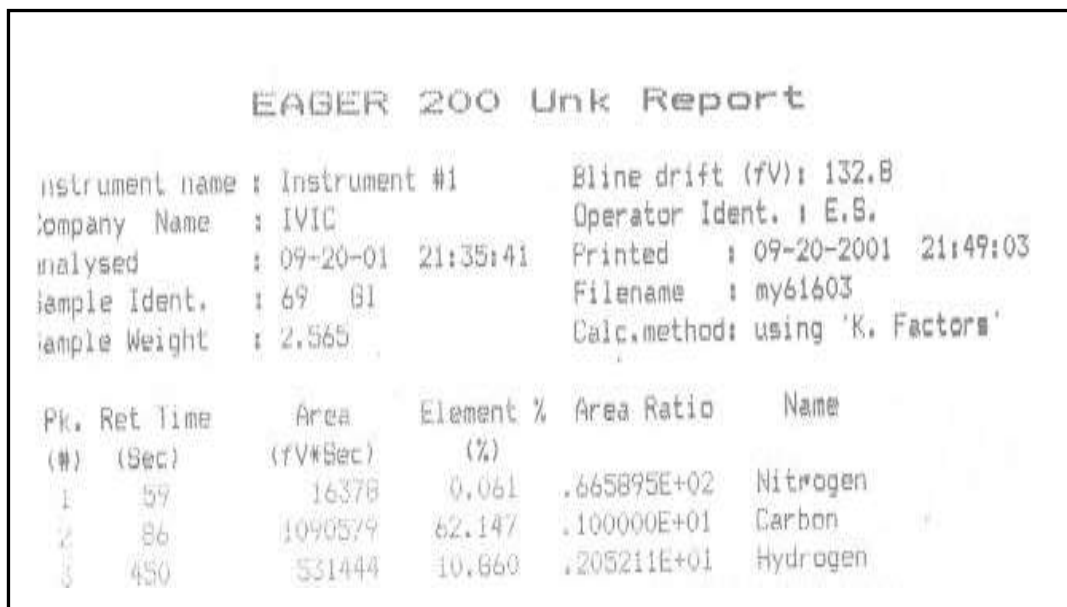 EAGER 200 Unk Report
nstrument name : Instrument #1 Bline drift (fV): 132.8
ompany Name : IVIC Operator Ident. : E.S.
nalysed : 09-20-01 21:35:41 Printed : 09-20-2001 21:49:03
ample Ident. : 69 G1 Filename : my61603
ample Weight : 2.565 Calc.method: using 'K. Factors'
Pk. Ret Time Area Element % Area Ratio Name
(#) (Sec) (fV*Sec) (%)
1 59 16378 0.061 .665895E+02 Nitrogen
2 86 1090579 62.147 .100000E+01 Carbon
3 450 531444 10.860 .205211E+01 Hydrogen